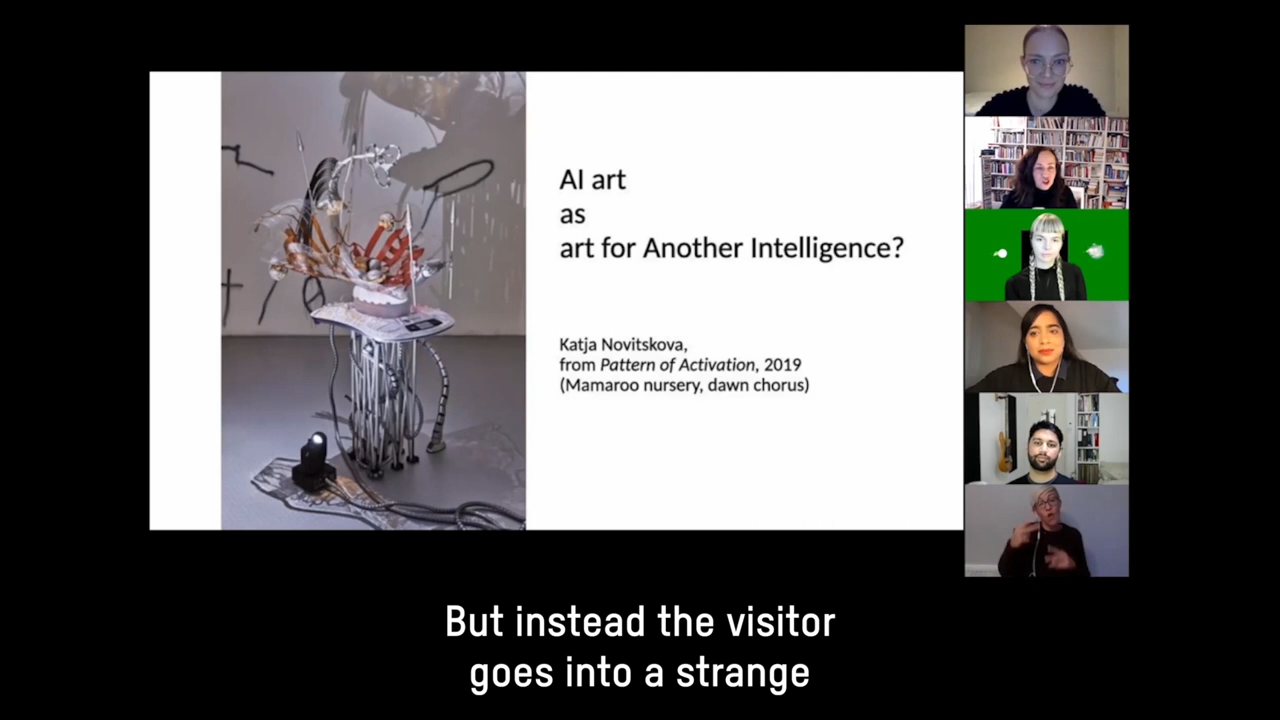 AI art
as
art for Another Intelligence?
Katja Novitskova,
from Pattern of Activation, 2019
(Mamaroo nursery, dawn chorus)
But instead the visitor
goes into a strange